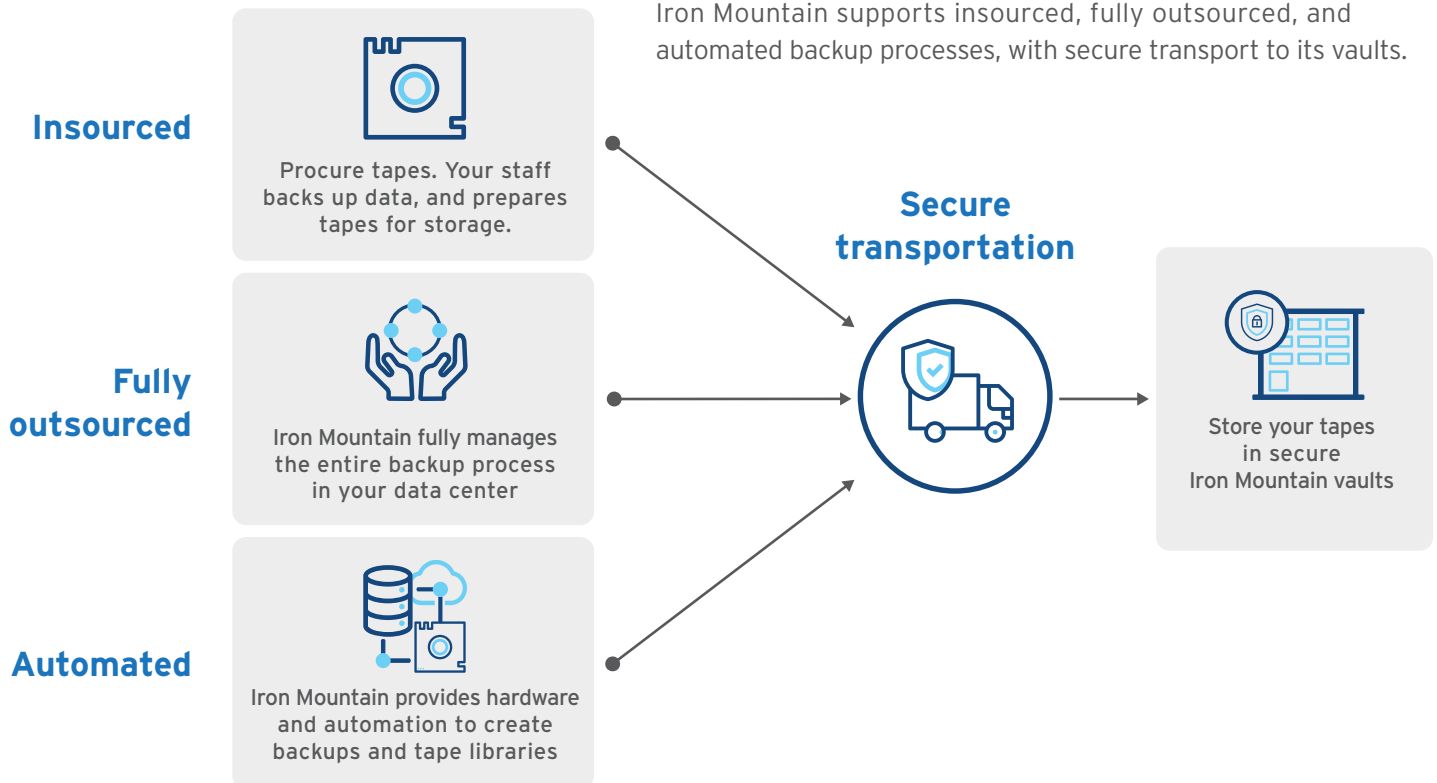 Iron Mountain supports insourced, fully outsourced, and
automated backup processes, with secure transport to its vaults.
Insourced
Procure tapes. Your staff
backs up data, and prepares
tapes for storage.
Fully
outsourced
Iron Mountain fully manages
the entire backup process
in your data center
Automated
Iron Mountain provides hardware
and automation to create
backups and tape libraries
Secure
transportation
Store your tapes
in secure
Iron Mountain vaults